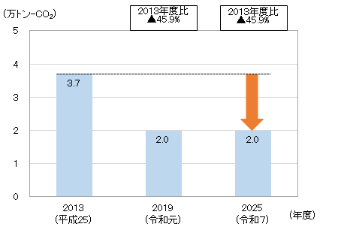 (万トン-CO₂)
2013年度比
▲45.9%
2013年度比
▲45.9%
5
4
3
2
1
0
3.7
2.0
2.0
2013
(平成25)
2019
(令和元)
2025
(令和7)
(年度)